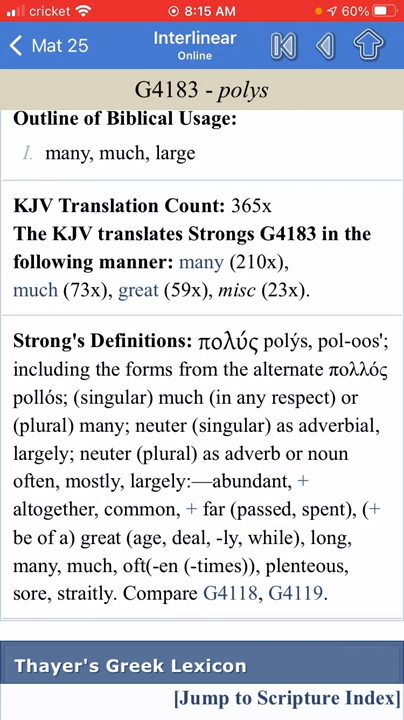 cricket 8:15 AM 60%
Mat 25 Interlinear
Online
G4183 - polys
Outline of Biblical Usage:
I. many, much, large
KJV Translation Count: 365x
The KJV translates Strongs G4183 in the
following manner: many (210x),
much (73x), great (59x), misc (23x).
Strong's Definitions: πολύς polýs, pol-oos';
including the forms from the alternate πολλός
pollós; (singular) much (in any respect) or
(plural) many; neuter (singular) as adverbial,
largely; neuter (plural) as adverb or noun
often, mostly, largely:—abundant, +
altogether, common, + far (passed, spent), (+
be of a) great (age, deal, -ly, while), long,
many, much, oft(-en (-times)), plenteous,
sore, straitly. Compare G4118, G4119.
Thayer's Greek Lexicon
[Jump to Scripture Index]